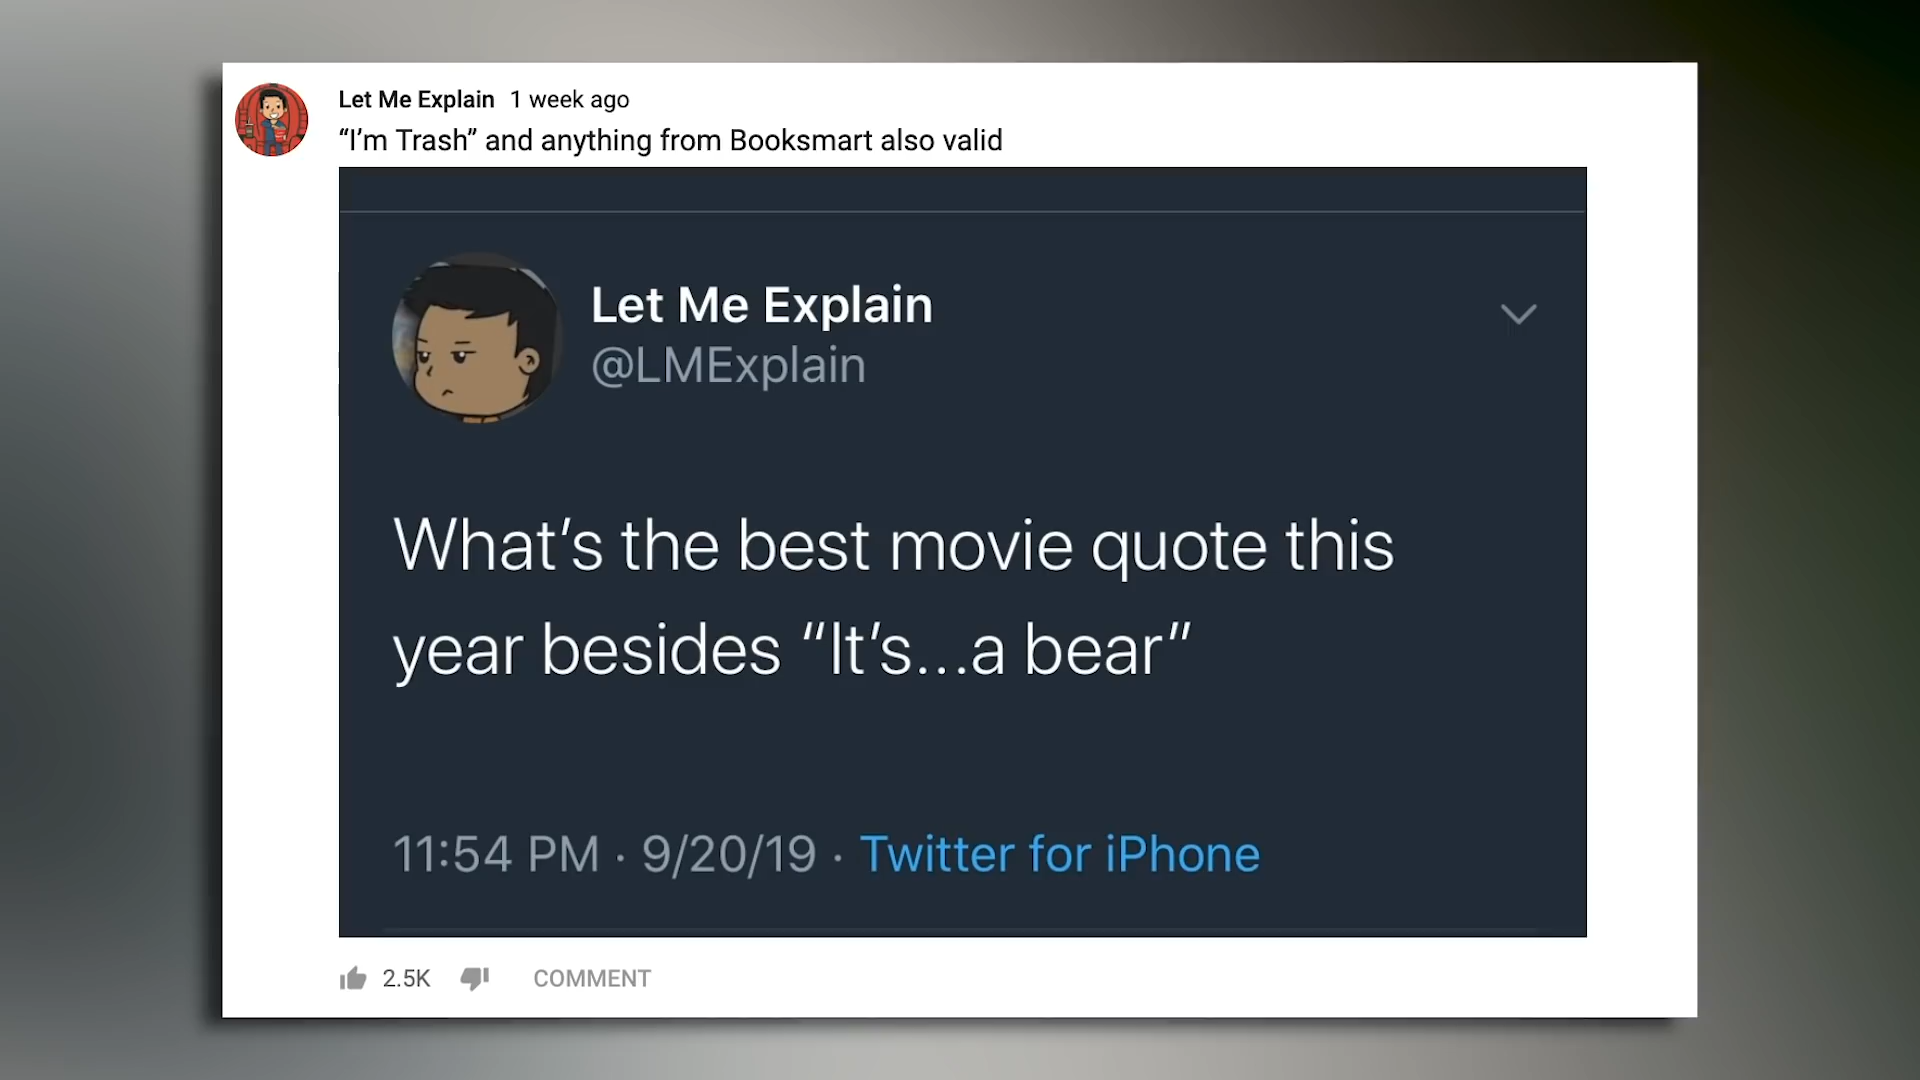 Let Me Explain 1 week ago
“I’m Trash” and anything from Booksmart also valid
Let Me Explain
@LMExplain
What’s the best movie quote this
year besides “It’s...a bear”
11:54 PM · 9/20/19 · Twitter for iPhone
2.5K COMMENT